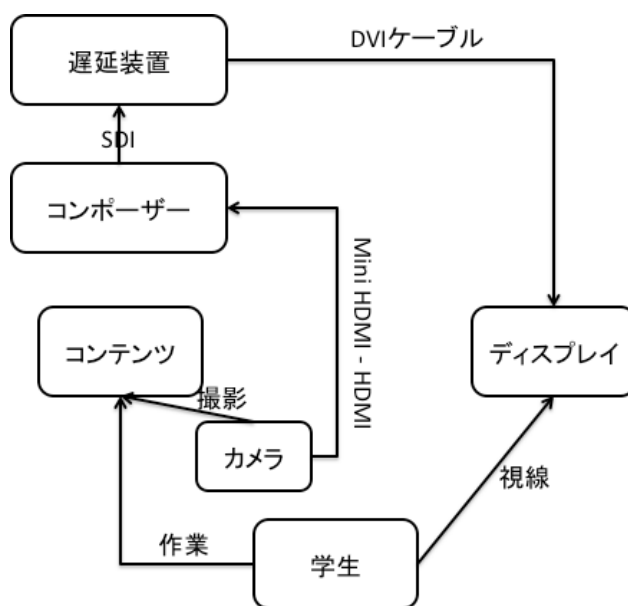 DVIケーブル
遅延装置
SDI
コンポーザー
Mini HDMI - HDMI
コンテンツ
ディスプレイ
撮影
カメラ
視線
作業
学生